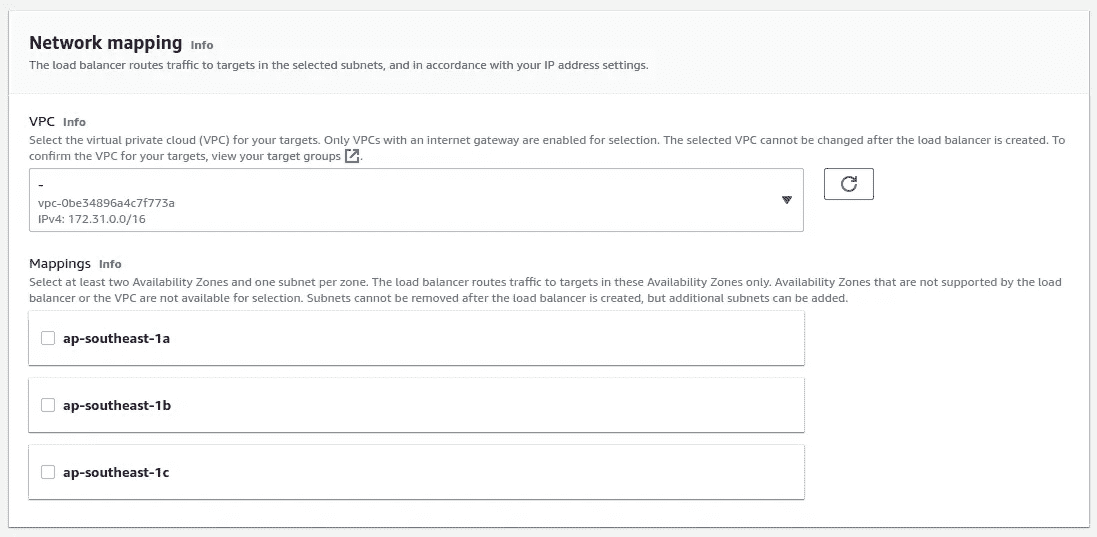 Network mapping Info
The load balancer routes traffic to targets in the selected subnets, and in accordance with your IP address settings.
VPC Info
Select the virtual private cloud (VPC) for your targets. Only VPCs with an internet gateway are enabled for selection. The selected VPC cannot be changed after the load balancer is created. To
confirm the VPC for your targets, view your target groups.
-
vpc-0be34896a4c7f773a
IPv4: 172.31.0.0/16
Mappings Info
Select at least two Availability Zones and one subnet per zone. The load balancer routes traffic to targets in these Availability Zones only. Availability Zones that are not supported by the load
balancer or the VPC are not available for selection. Subnets cannot be removed after the load balancer is created, but additional subnets can be added.
ap-southeast-1a
ap-southeast-1b
ap-southeast-1c